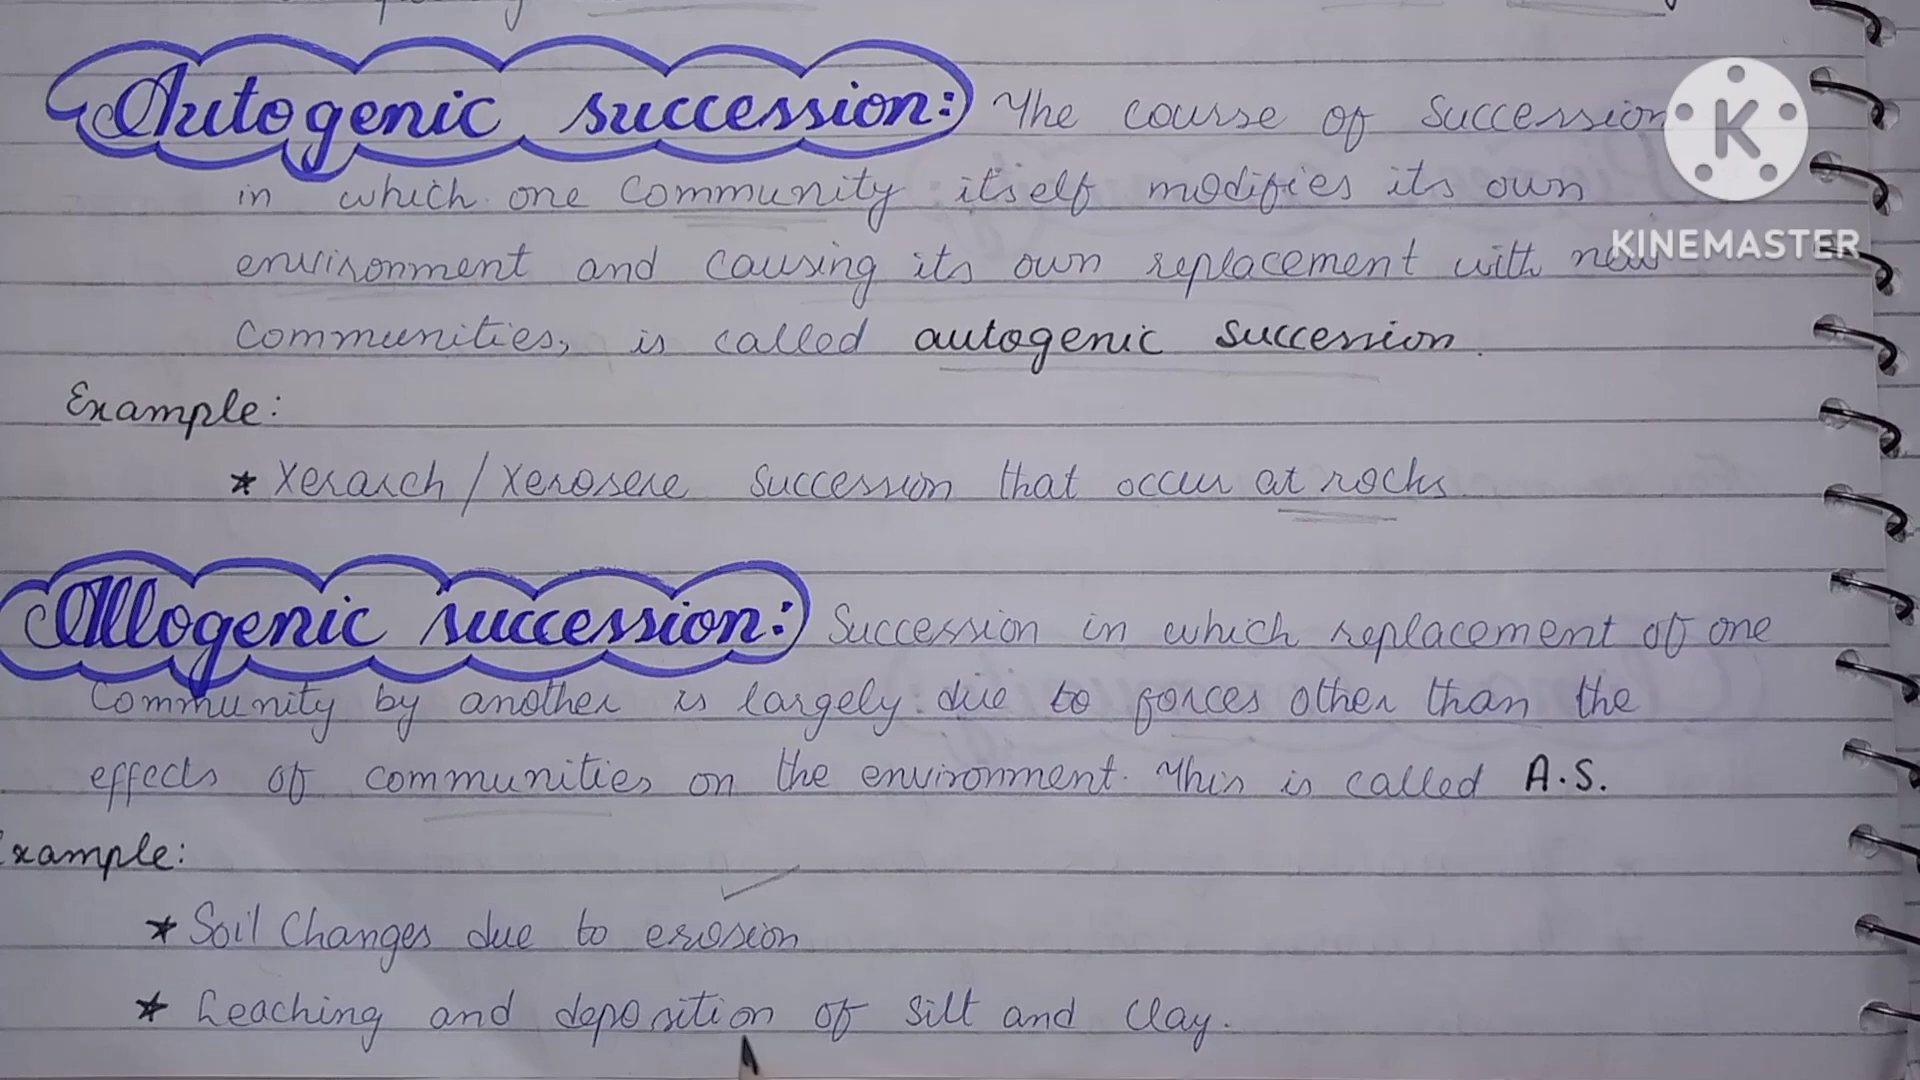 Autogenic succession: The course of succession
in which one community itself modifies its own
environment and causing its own replacement with new
communities, is called autogenic succession.
Example:
* Xerarch / Xerosere succession that occur at rocks
Allogenic succession: Succession in which replacement of one
community by another is largely due to forces other than the
effects of communities on the environment. This is called A.S.
Example:
* Soil Changes due to erosion
* Leaching and deposition of silt and clay.
K
KINEMASTER